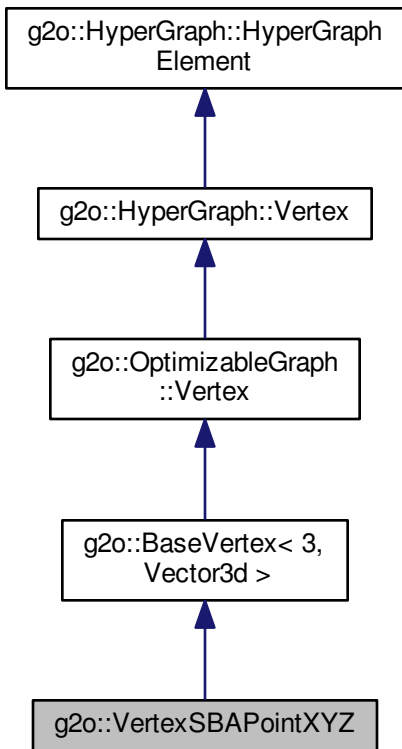 g2o::HyperGraph::HyperGraph
Element
g2o::HyperGraph::Vertex
g2o::OptimizableGraph
::Vertex
g2o::BaseVertex< 3,
Vector3d >
g2o::VertexSBAPointXYZ